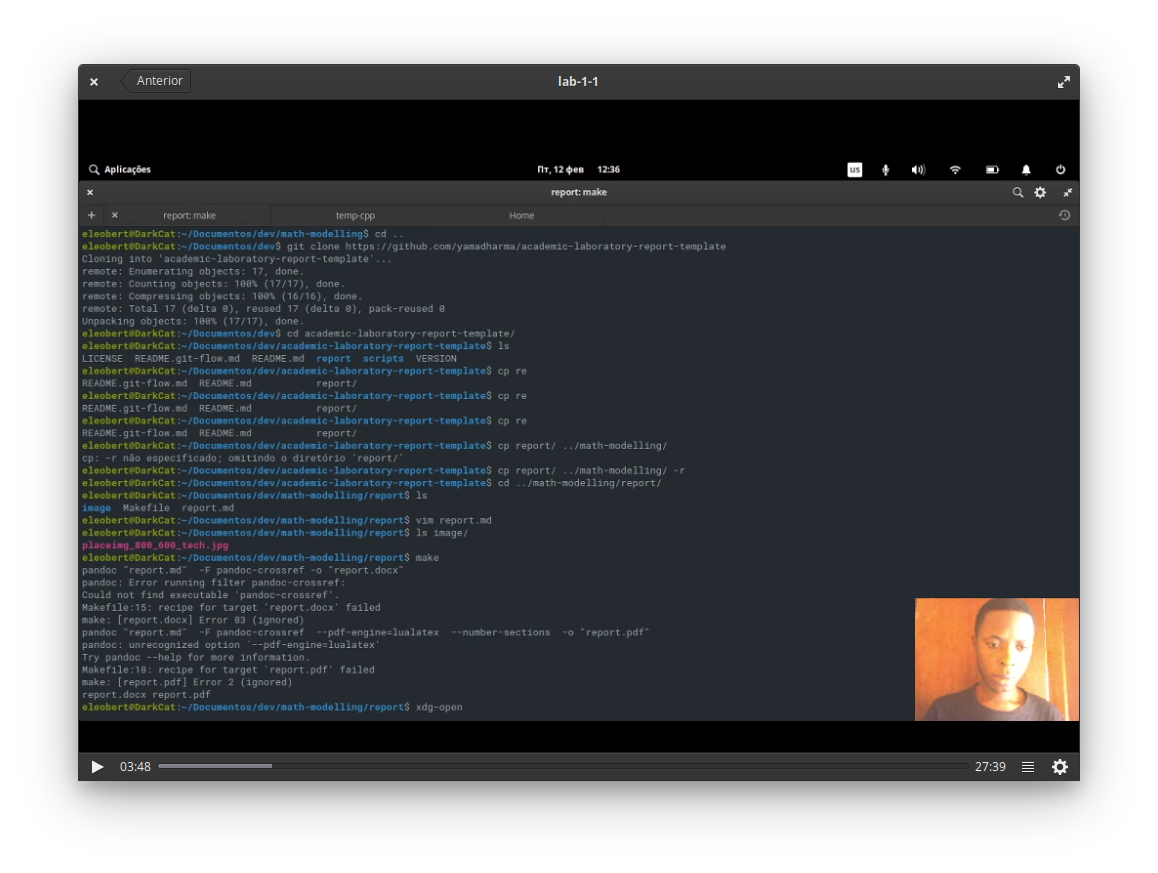 Anterior
lab-1-1
Aplicações
Пт, 12 фев 12:36
us
report: make
report: make
temp-cpp
Home
eleobert@DarkCat:~/Documentos/dev/math-modelling$ cd ..
eleobert@DarkCat:~/Documentos/dev$ git clone https://github.com/yamadharma/academic-laboratory-report-template
Cloning into 'academic-laboratory-report-template'...
remote: Enumerating objects: 17, done.
remote: Counting objects: 100% (17/17), done.
remote: Compressing objects: 100% (16/16), done.
remote: Total 17 (delta 0), reused 17 (delta 0), pack-reused 0
Unpacking objects: 100% (17/17), done.
eleobert@DarkCat:~/Documentos/dev$ cd academic-laboratory-report-template/
eleobert@DarkCat:~/Documentos/dev/academic-laboratory-report-template$ ls
LICENSE README.git-flow.md README.md report scripts VERSION
eleobert@DarkCat:~/Documentos/dev/academic-laboratory-report-template$ cp re
README.git-flow.md README.md report/
eleobert@DarkCat:~/Documentos/dev/academic-laboratory-report-template$ cp re
README.git-flow.md README.md report/
eleobert@DarkCat:~/Documentos/dev/academic-laboratory-report-template$ cp re
README.git-flow.md README.md report/
eleobert@DarkCat:~/Documentos/dev/academic-laboratory-report-template$ cp report/ ../math-modelling/
cp: -r não especificado; omitindo o diretório 'report/'
eleobert@DarkCat:~/Documentos/dev/academic-laboratory-report-template$ cp report/ ../math-modelling/ -r
eleobert@DarkCat:~/Documentos/dev/academic-laboratory-report-template$ cd ../math-modelling/report/
eleobert@DarkCat:~/Documentos/dev/math-modelling/report$ ls
image Makefile report.md
eleobert@DarkCat:~/Documentos/dev/math-modelling/report$ vim report.md
eleobert@DarkCat:~/Documentos/dev/math-modelling/report$ ls image/
placeimg_800_600_tech.jpg
eleobert@DarkCat:~/Documentos/dev/math-modelling/report$ make
pandoc "report.md" -F pandoc-crossref -o "report.docx"
pandoc: Error running filter pandoc-crossref:
Could not find executable 'pandoc-crossref'.
Makefile:15: recipe for target 'report.docx' failed
make: [report.docx] Error 83 (ignored)
pandoc "report.md" -F pandoc-crossref --pdf-engine=lualatex --number-sections -o "report.pdf"
pandoc: unrecognized option `--pdf-engine=lualatex'
Try pandoc --help for more information.
Makefile:18: recipe for target 'report.pdf' failed
make: [report.pdf] Error 2 (ignored)
report.docx report.pdf
eleobert@DarkCat:~/Documentos/dev/math-modelling/report$ xdg-open
03:48
27:39